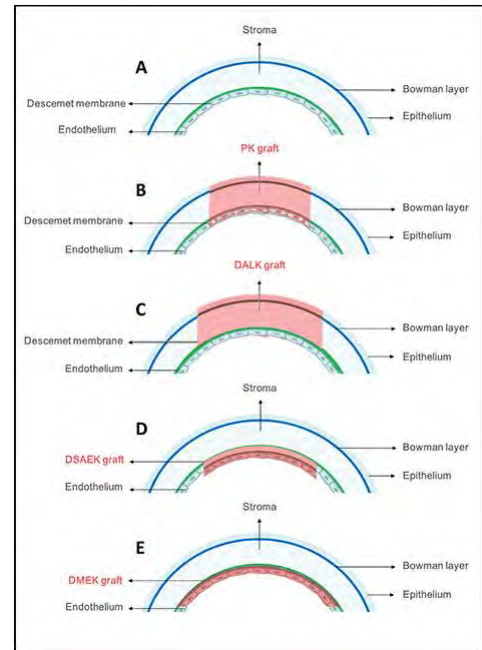 Stroma
A
Bowman layer
Descemet membrane
Epithelium
Endothelium
PK graft
B
Bowman layer
Descemet membrane
Epithelium
Endothelium
DALK graft
C
Bowman layer
Descemet membrane
Epithelium
Endothelium
Stroma
D
Bowman layer
DSAEK graft
Epithelium
Endothelium
Stroma
E
Bowman layer
DMEK graft
Epithelium
Endothelium